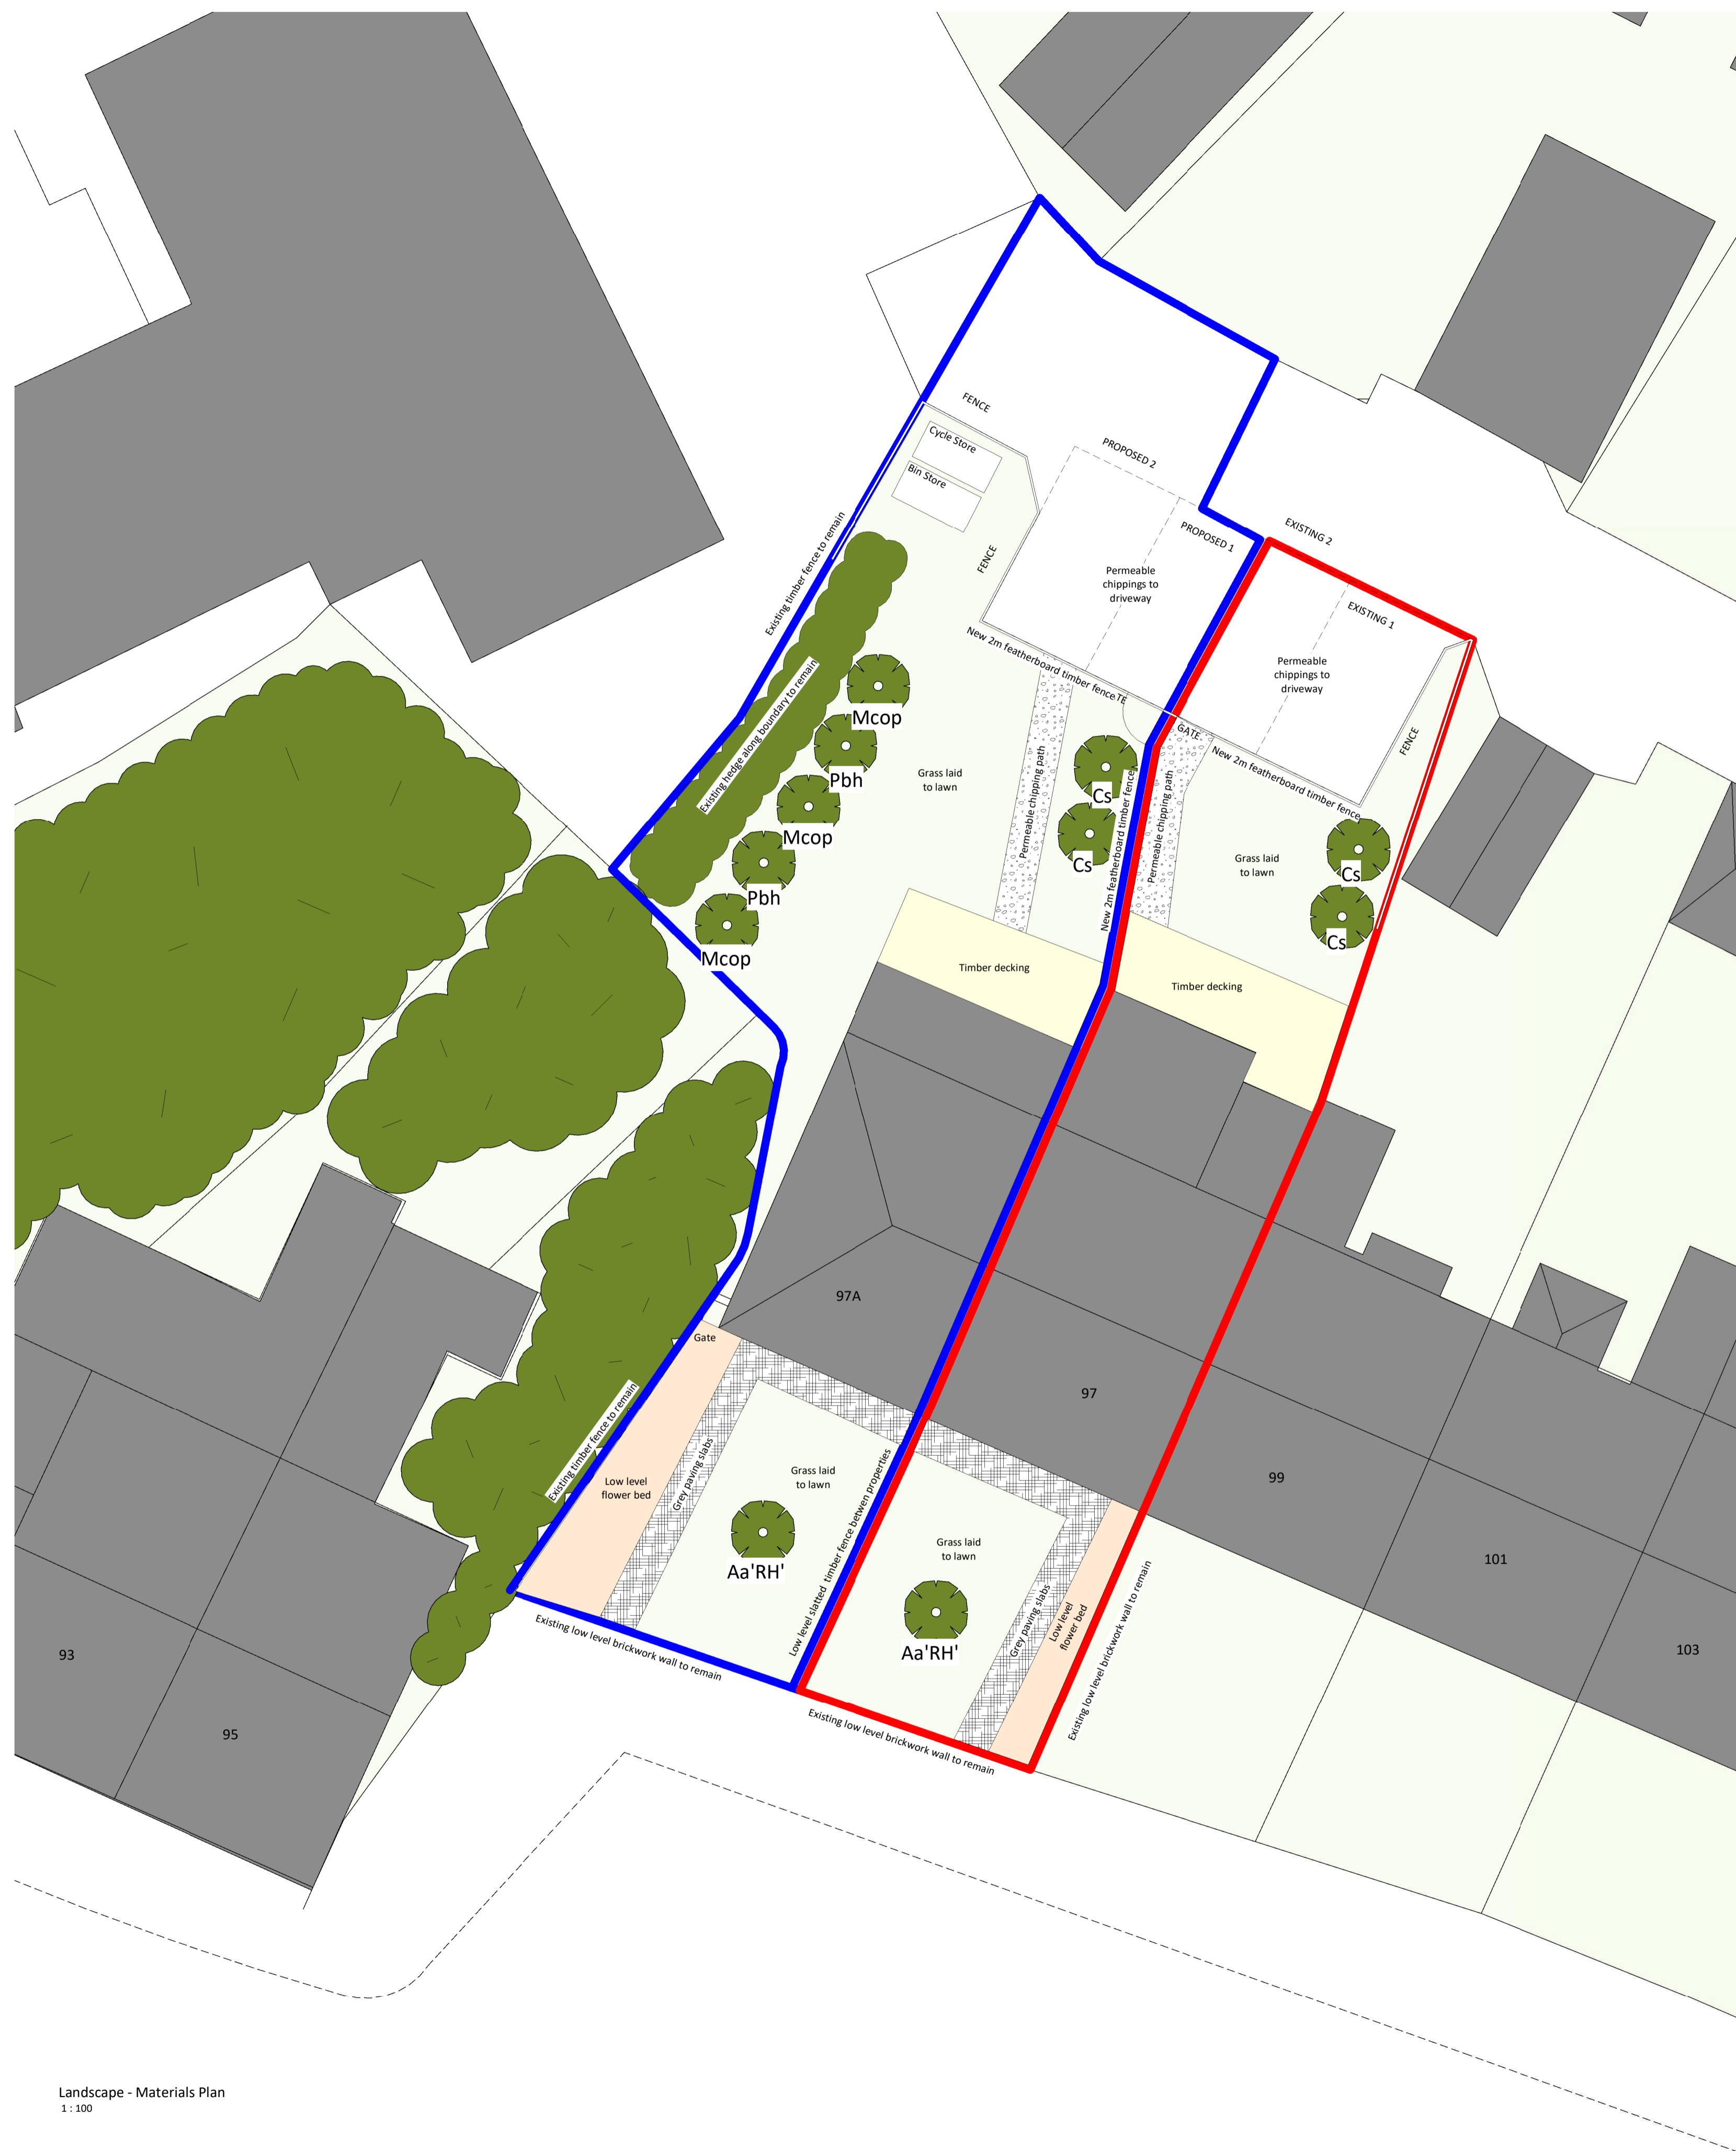 FENCE
Cycle Store
Bin Store
PROPOSED 2
PROPOSED 1
EXISTING 2
EXISTING 1
FENCE
Existing timber fence to remain
Permeable
chippings to
driveway
Permeable
chippings to
driveway
New 2m featherboard timber fence
TE
GATE
New 2m featherboard timber fence
FENCE
Existing hedge along boundary to remain
Mcop
Pbh
Mcop
Pbh
Mcop
Grass laid
to lawn
Permeable chipping path
Cs
Cs
New 2m featherboard timber fence
Permeable chipping path
Grass laid
to lawn
Cs
Cs
Timber decking
Timber decking
97A
Gate
97
99
101
103
93
95
Existing timber fence to remain
Low level
flower bed
Grey paving slabs
Grass laid
to lawn
Aa'RH'
Low level slatted timber fence betwen properties
Grass laid
to lawn
Aa'RH'
Grey paving slabs
Low level
flower bed
Existing low level brickwork wall to remain
Existing low level brickwork wall to remain
Existing low level brickwork wall to remain
Landscape - Materials Plan
1 : 100